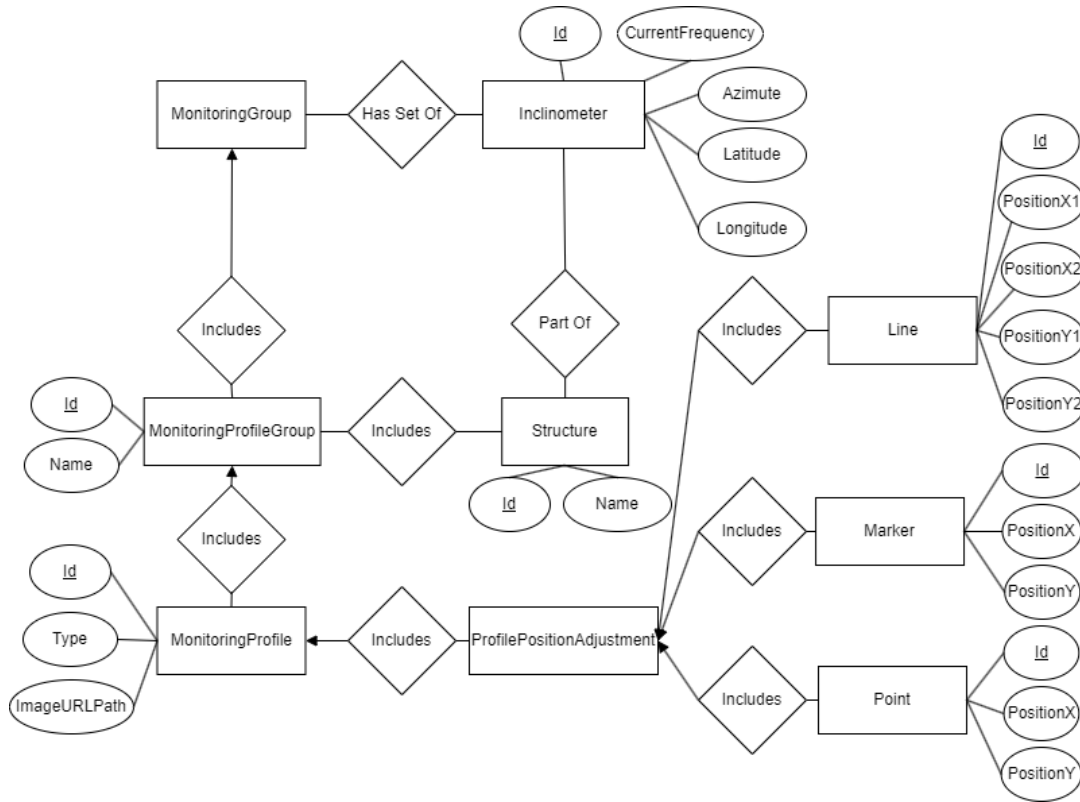 Id
CurrentFrequency
MonitoringGroup
Has Set Of
Inclinometer
Azimute
Latitude
Longitude
Id
PositionX1
PositionX2
PositionY1
PositionY2
Includes
Part Of
Includes
Line
Id
Name
MonitoringProfileGroup
Includes
Structure
Id
Name
Includes
Includes
Marker
Id
PositionX
PositionY
Id
Type
ImageURLPath
MonitoringProfile
Includes
ProfilePositionAdjustment
Includes
Point
Id
PositionX
PositionY